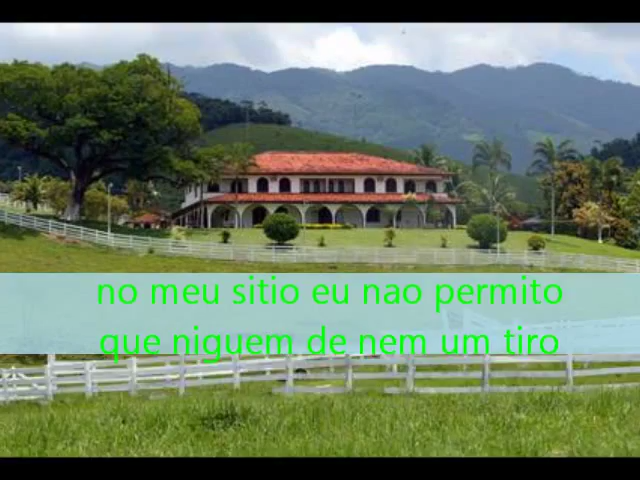 no meu sitio eu nao permito
que niguem de nem um tiro